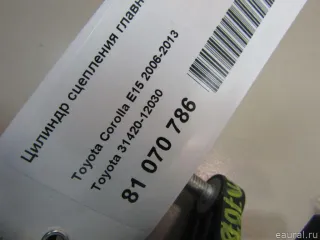 Цилиндр сцепления главн
Toyota Corolla E15 2006-2013
Toyota 31420-12030
81 070 786
eaural.ru